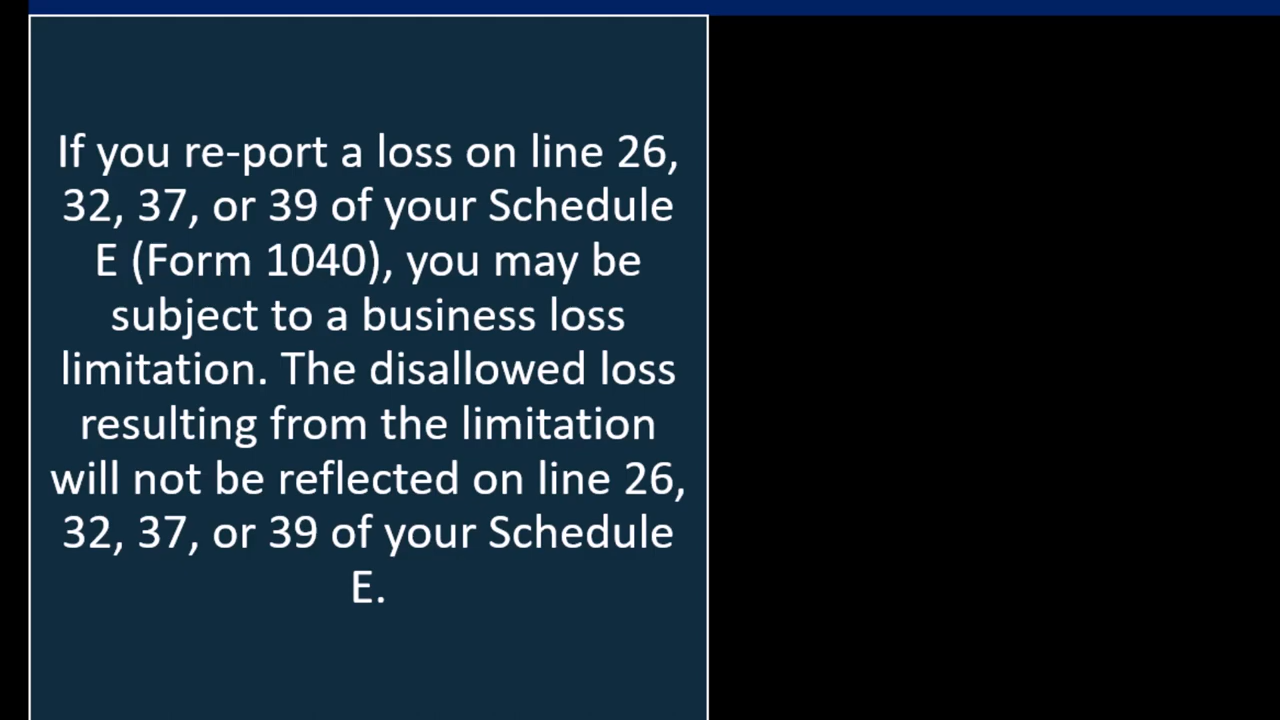 If you re-port a loss on line 26,
32, 37, or 39 of your Schedule
E (Form 1040), you may be
subject to a business loss
limitation. The disallowed loss
resulting from the limitation
will not be reflected on line 26,
32, 37, or 39 of your Schedule
E.